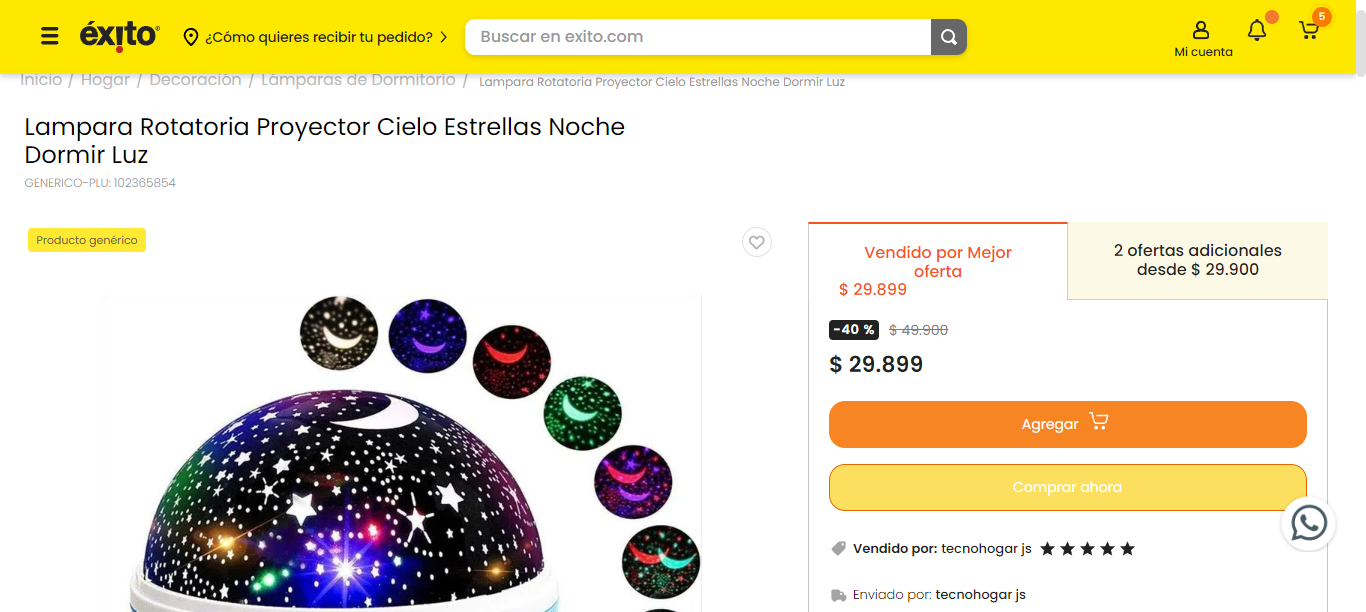 éxito
¿Cómo quieres recibir tu pedido?
Buscar en exito.com
Mi cuenta
5
Inicio / Hogar / Decoración / Lámparas de Dormitorio / Lampara Rotatoria Proyector Cielo Estrellas Noche Dormir Luz
Lampara Rotatoria Proyector Cielo Estrellas Noche
Dormir Luz
GENERICO-PLU: 102365854
Producto genérico
Vendido por Mejor
oferta
$ 29.899
2 ofertas adicionales
desde $ 29.900
-40 % $ 49.900
$ 29.899
Agregar
Comprar ahora
Vendido por: tecnohogar js
Enviado por: tecnohogar js